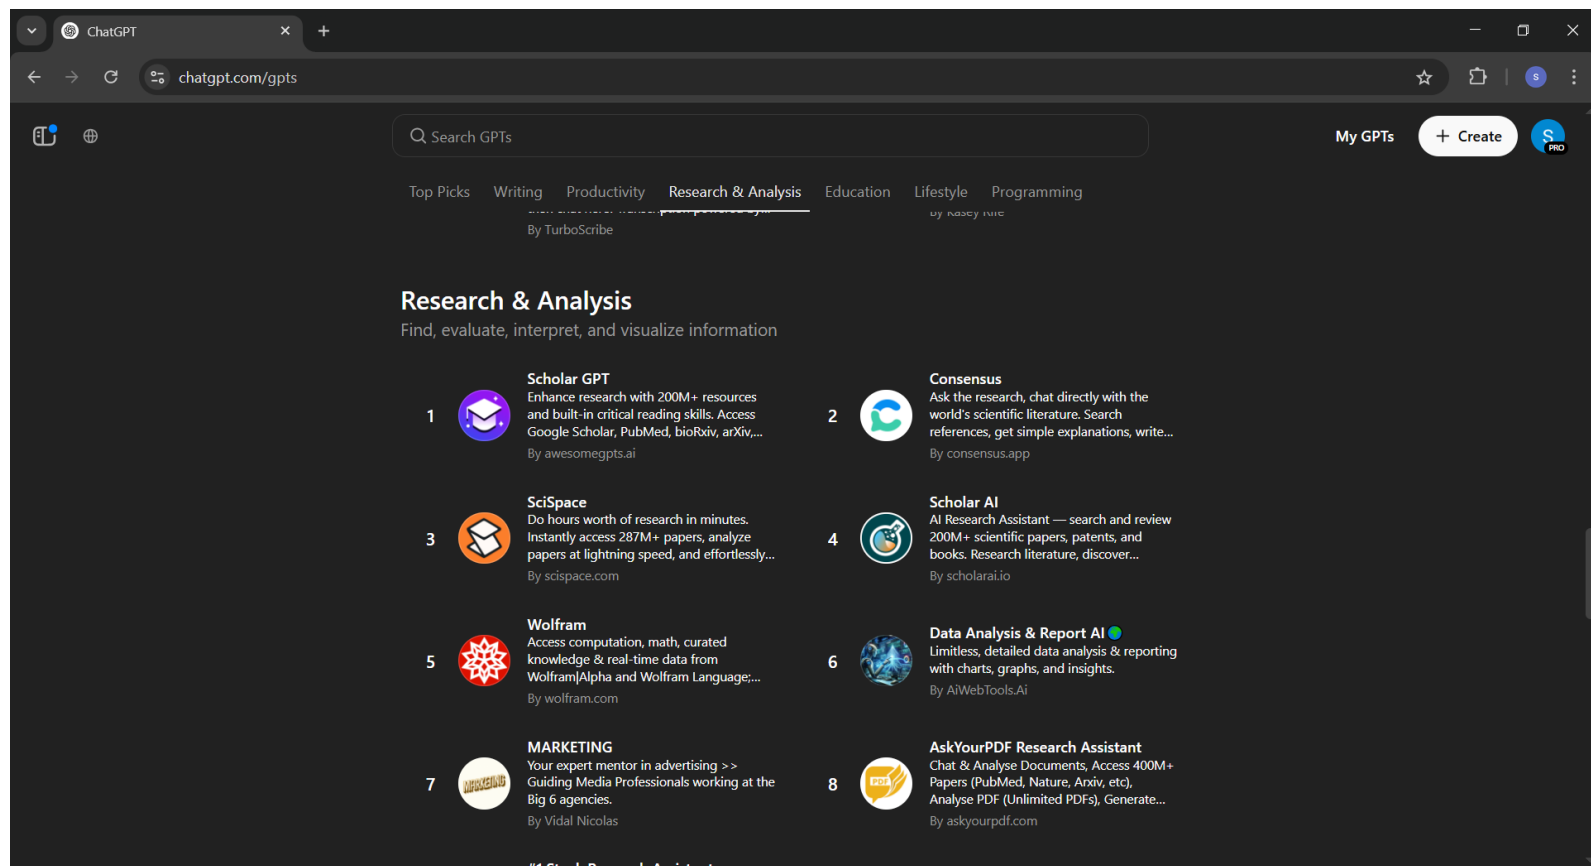 ChatGPT
chatgpt.com/gpts
S
Search GPTs
My GPTs
+ Create
S
PRO
Top Picks
Writing
Productivity
Research & Analysis
Education
Lifestyle
Programming
By Kasey Rife
By TurboScribe
Research & Analysis
Find, evaluate, interpret, and visualize information
1
Scholar GPT
Enhance research with 200M+ resources
and built-in critical reading skills. Access
Google Scholar, PubMed, bioRxiv, arXiv,...
By awesomegpts.ai
2
Consensus
Ask the research, chat directly with the
world's scientific literature. Search
references, get simple explanations, write...
By consensus.app
3
SciSpace
Do hours worth of research in minutes.
Instantly access 287M+ papers, analyze
papers at lightning speed, and effortlessly...
By scispace.com
4
Scholar AI
AI Research Assistant — search and review
200M+ scientific papers, patents, and
books. Research literature, discover...
By scholarai.io
5
Wolfram
Access computation, math, curated
knowledge & real-time data from
Wolfram|Alpha and Wolfram Language;...
By wolfram.com
6
Data Analysis & Report AI
Limitless, detailed data analysis & reporting
with charts, graphs, and insights.
By AiWebTools.Ai
7
MARKETING
MARKETING
Your expert mentor in advertising >>
Guiding Media Professionals working at the
Big 6 agencies.
By Vidal Nicolas
8
PDF
AskYourPDF Research Assistant
Chat & Analyse Documents, Access 400M+
Papers (PubMed, Nature, Arxiv, etc),
Analyse PDF (Unlimited PDFs), Generate...
By askyourpdf.com